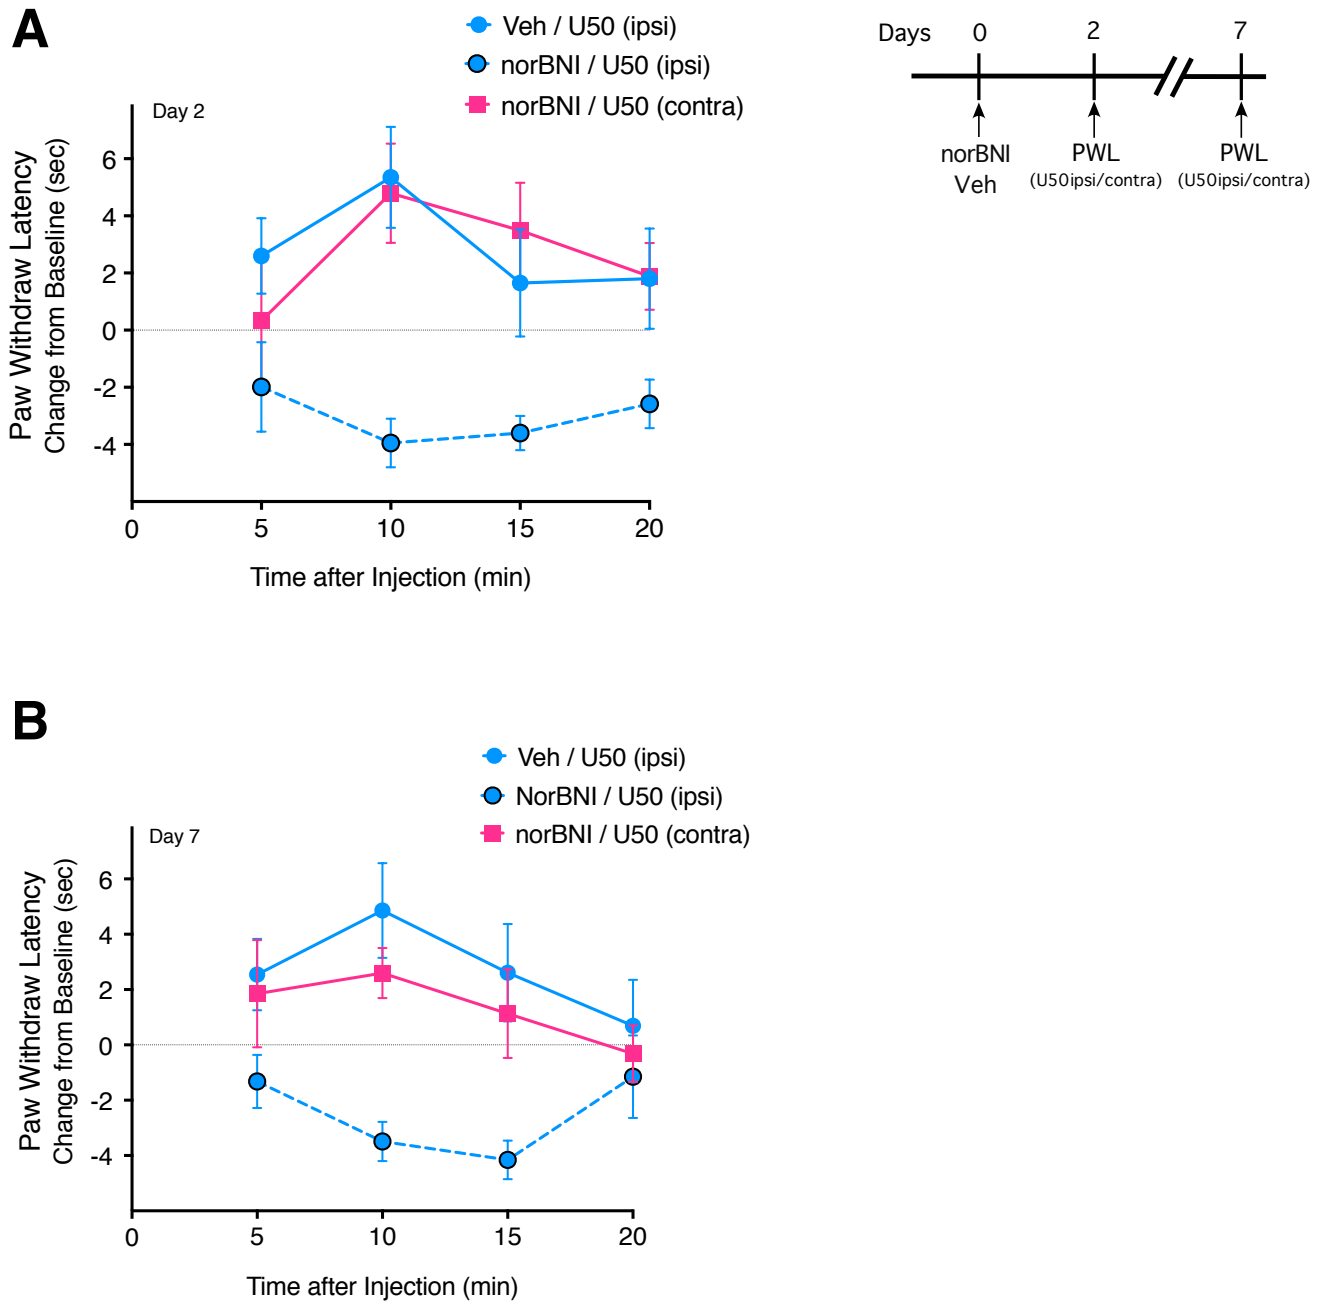 A
Veh / U50 (ipsi)
norBNI / U50 (ipsi)
norBNI / U50 (contra)
Day 2
Paw Withdraw Latency
Change from Baseline (sec)
6
4
2
0
-2
-4
0 5 10 15 20
Time after Injection (min)
Days 0 2 7
norBNI
Veh
PWL
(U50ipsi/contra)
PWL
(U50ipsi/contra)
B
Veh / U50 (ipsi)
NorBNI / U50 (ipsi)
norBNI / U50 (contra)
Day 7
Paw Withdraw Latency
Change from Baseline (sec)
6
4
2
0
-2
-4
0 5 10 15 20
Time after Injection (min)